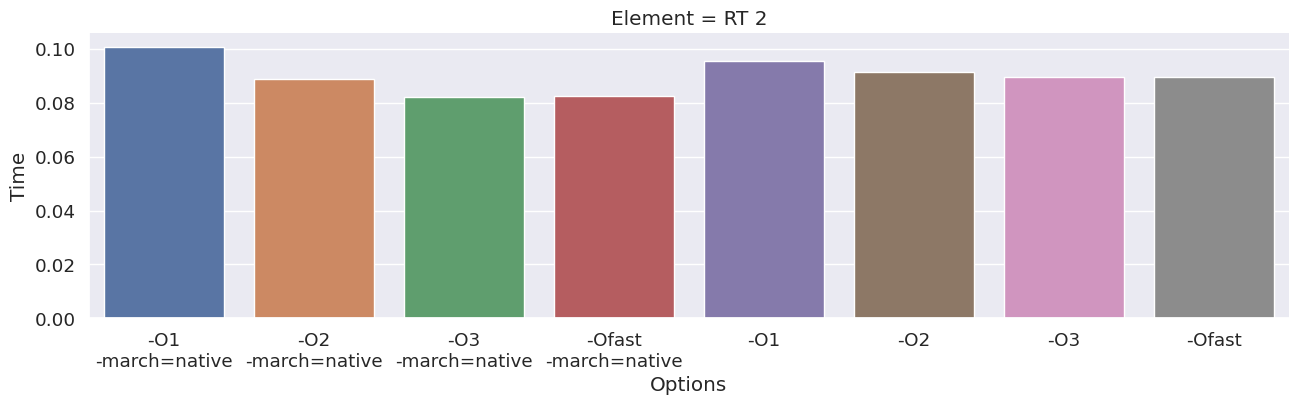 Element = RT 2
0.10
0.08
0.06
0.04
0.02
0.00
Time
-O1 -O2 -O3 -Ofast -O1 -O2 -O3 -Ofast
-march=native -march=native -march=native -march=native
Options